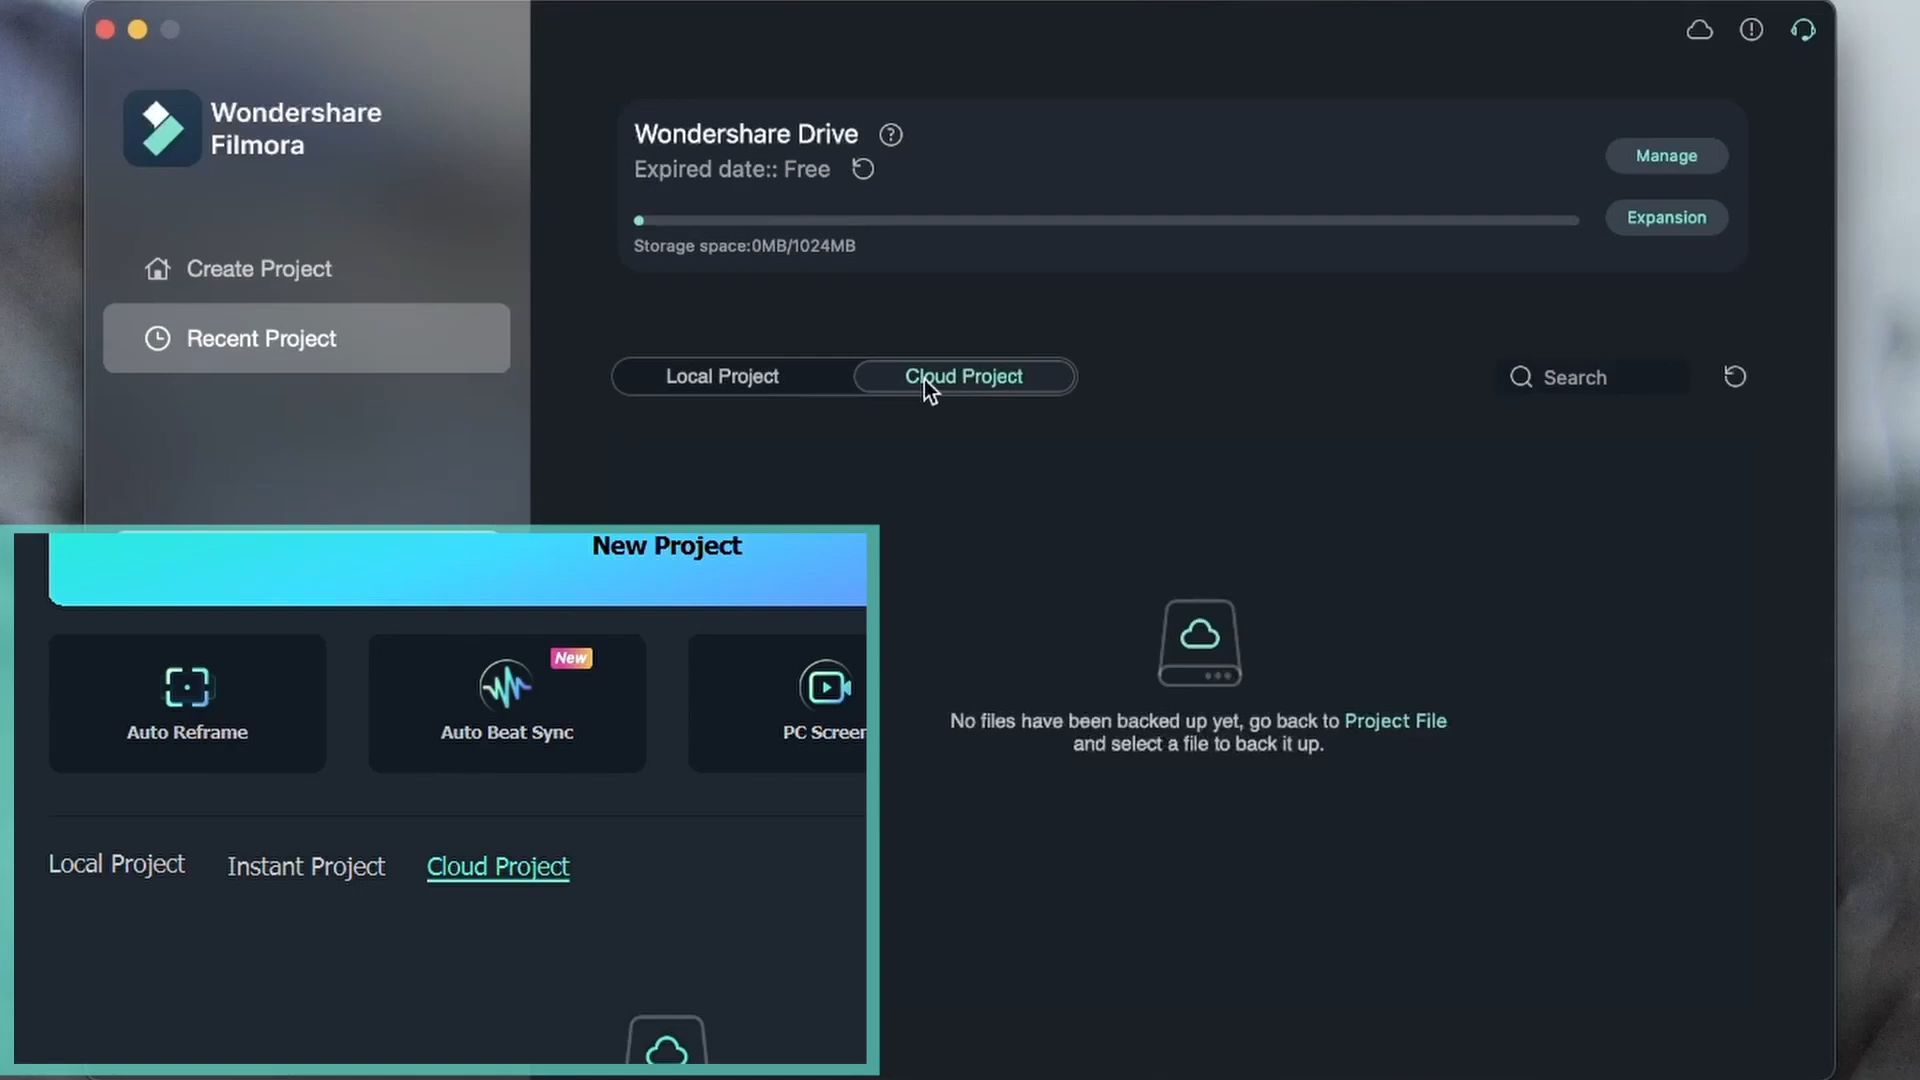 Wondershare
Filmora
Create Project
Recent Project
Wondershare Drive
Expired date:: Free
Manage
Expansion
Storage space:0MB/1024MB
Local Project
Cloud Project
Search
No files have been backed up yet, go back to Project File
and select a file to back it up.
New Project
New
Auto Reframe
Auto Beat Sync
PC Screen
Local Project
Instant Project
Cloud Project